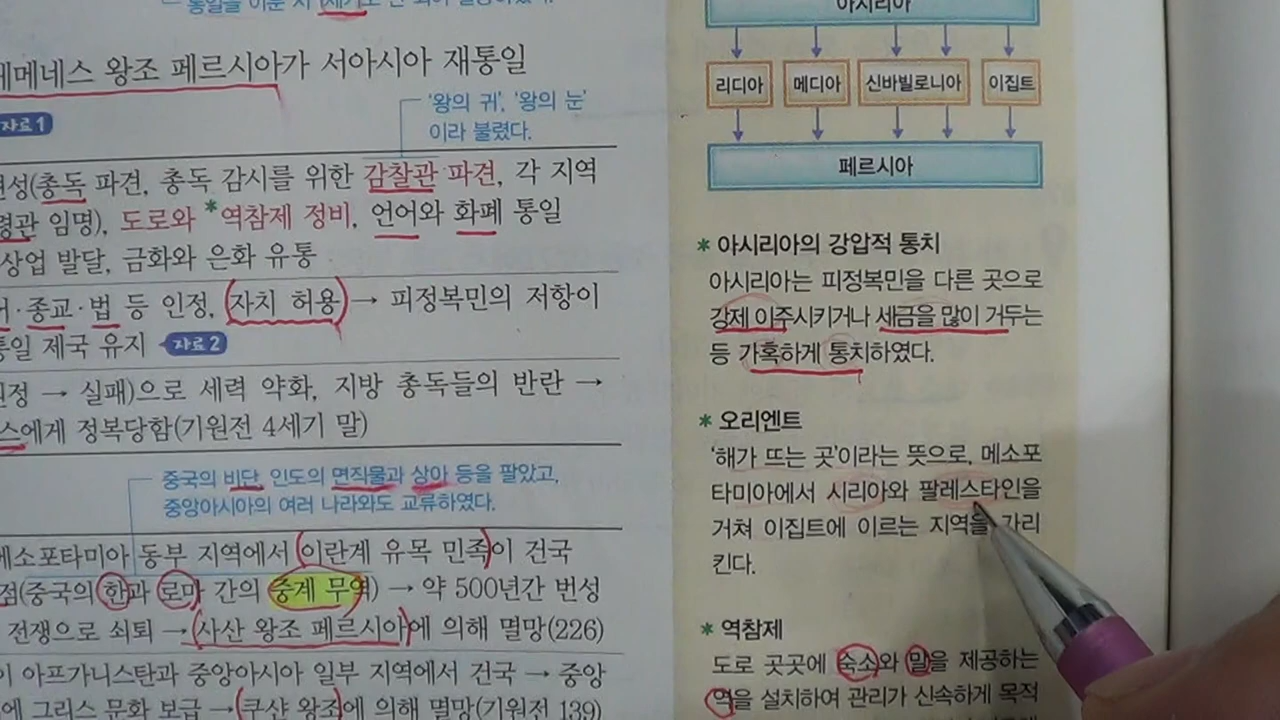 통일을 이룬 지
네메네스 왕조 페르시아가 서아시아 재통일
'왕의 귀', '왕의 눈'
이라 불렸다.
자료1
편성(총독 파견, 총독 감시를 위한 감찰관 파견, 각 지역
령관 임명), 도로와 *역참제 정비, 언어와 화폐 통일
상업 발달, 금화와 은화 유통
어·종교·법 등 인정, (자치 허용) → 피정복민의 저항이
통일 제국 유지 자료2
원정 → 실패)으로 세력 약화, 지방 총독들의 반란 →
스에게 정복당함(기원전 4세기 말)
중국의 비단, 인도의 면직물과 상아 등을 팔았고,
중앙아시아의 여러 나라와도 교류하였다.
메소포타미아 동부 지역에서 (이란계 유목 민족)이 건국
점(중국의 한과 로마 간의 중계 무역) → 약 500년간 번성
전쟁으로 쇠퇴 → (사산 왕조 페르시아)에 의해 멸망(226)
이 아프가니스탄과 중앙아시아 일부 지역에서 건국 → 중앙
에 그리스 문화 보급 → (쿠샨 왕조)에 의해 멸망(기원전 139)
아시리아
리디아 메디아 신바빌로니아 이집트
페르시아
* 아시리아의 강압적 통치
아시리아는 피정복민을 다른 곳으로
강제 이주시키거나 세금을 많이 거두는
등 가혹하게 통치하였다.
* 오리엔트
'해가 뜨는 곳'이라는 뜻으로, 메소포
타미아에서 시리아와 팔레스타인을
거쳐 이집트에 이르는 지역을 가리
킨다.
* 역참제
도로 곳곳에 숙소와 말을 제공하는
역을 설치하여 관리가 신속하게 목적